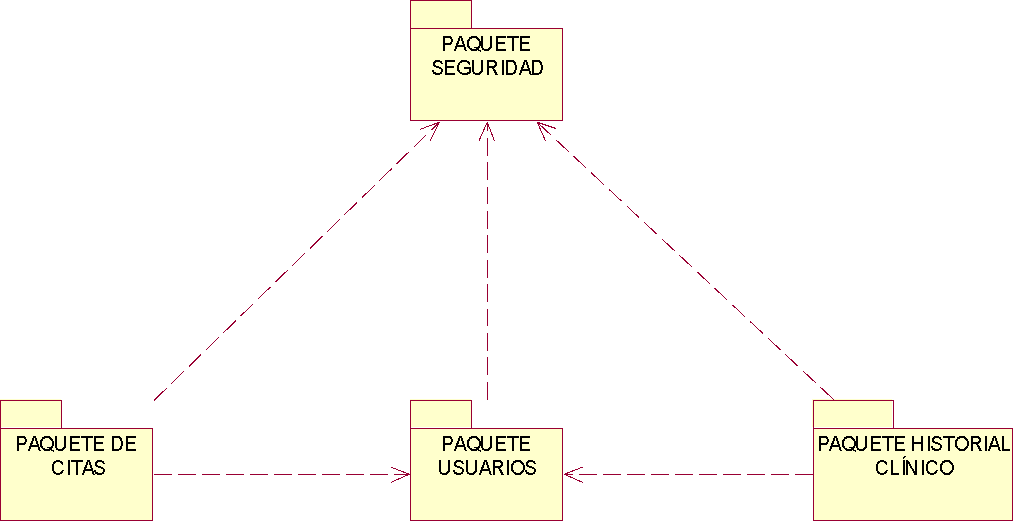 PAQUETE
SEGURIDAD
PAQUETE DE
CITAS
PAQUETE
USUARIOS
PAQUETE HISTORIAL
CLÍNICO